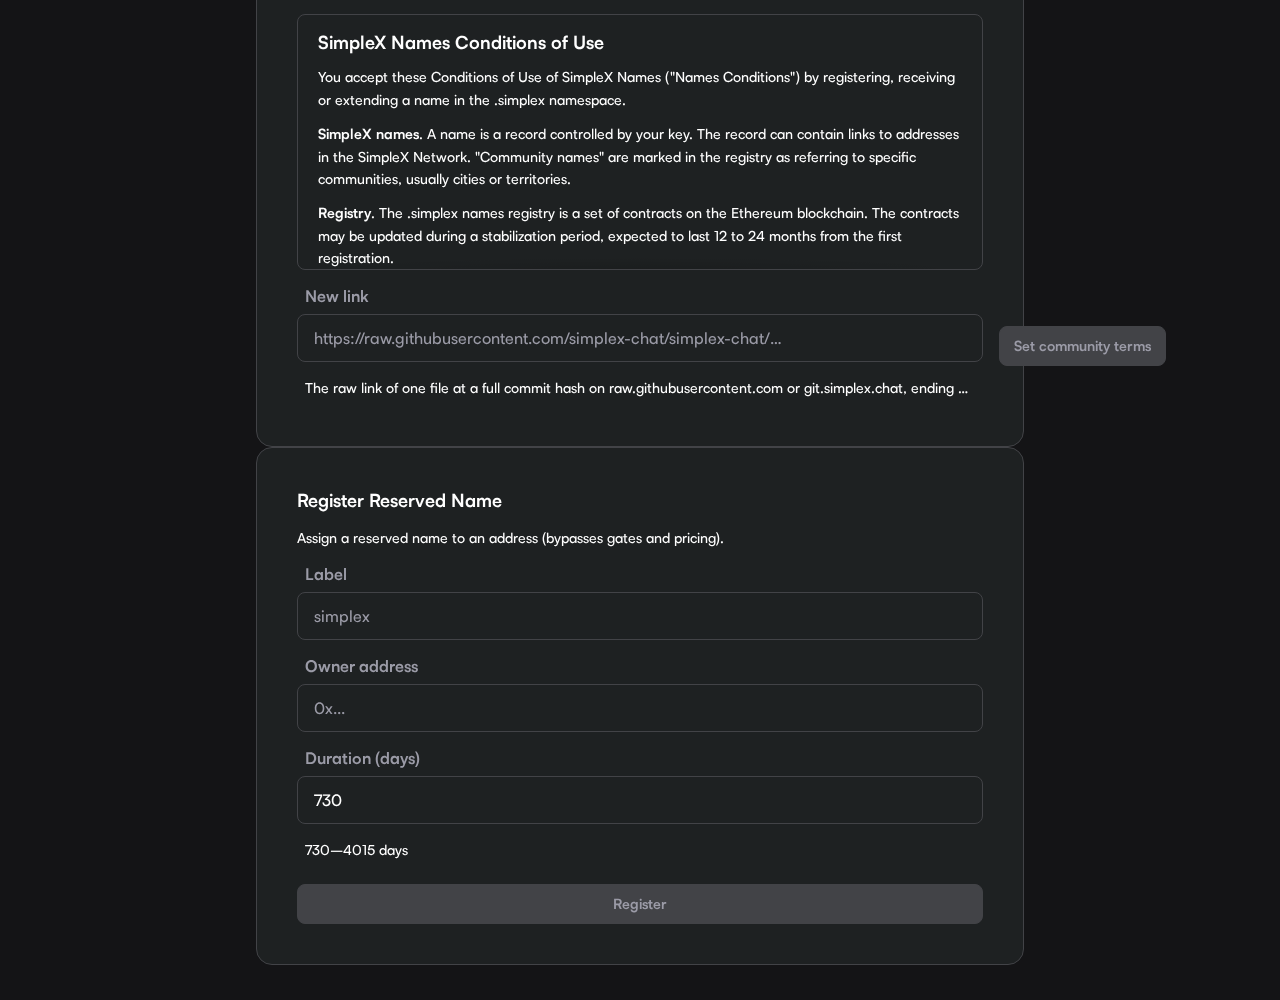 SimpleX Names Conditions of Use
You accept these Conditions of Use of SimpleX Names ("Names Conditions") by registering, receiving
or extending a name in the .simplex namespace.
SimpleX names. A name is a record controlled by your key. The record can contain links to addresses
in the SimpleX Network. "Community names" are marked in the registry as referring to specific
communities, usually cities or territories.
Registry. The .simplex names registry is a set of contracts on the Ethereum blockchain. The contracts
may be updated during a stabilization period, expected to last 12 to 24 months from the first
registration.
New link
https://raw.githubusercontent.com/simplex-chat/simplex-chat/...
Set community terms
The raw link of one file at a full commit hash on raw.githubusercontent.com or git.simplex.chat, ending ...
Register Reserved Name
Assign a reserved name to an address (bypasses gates and pricing).
Label
simplex
Owner address
0x...
Duration (days)
730
730—4015 days
Register